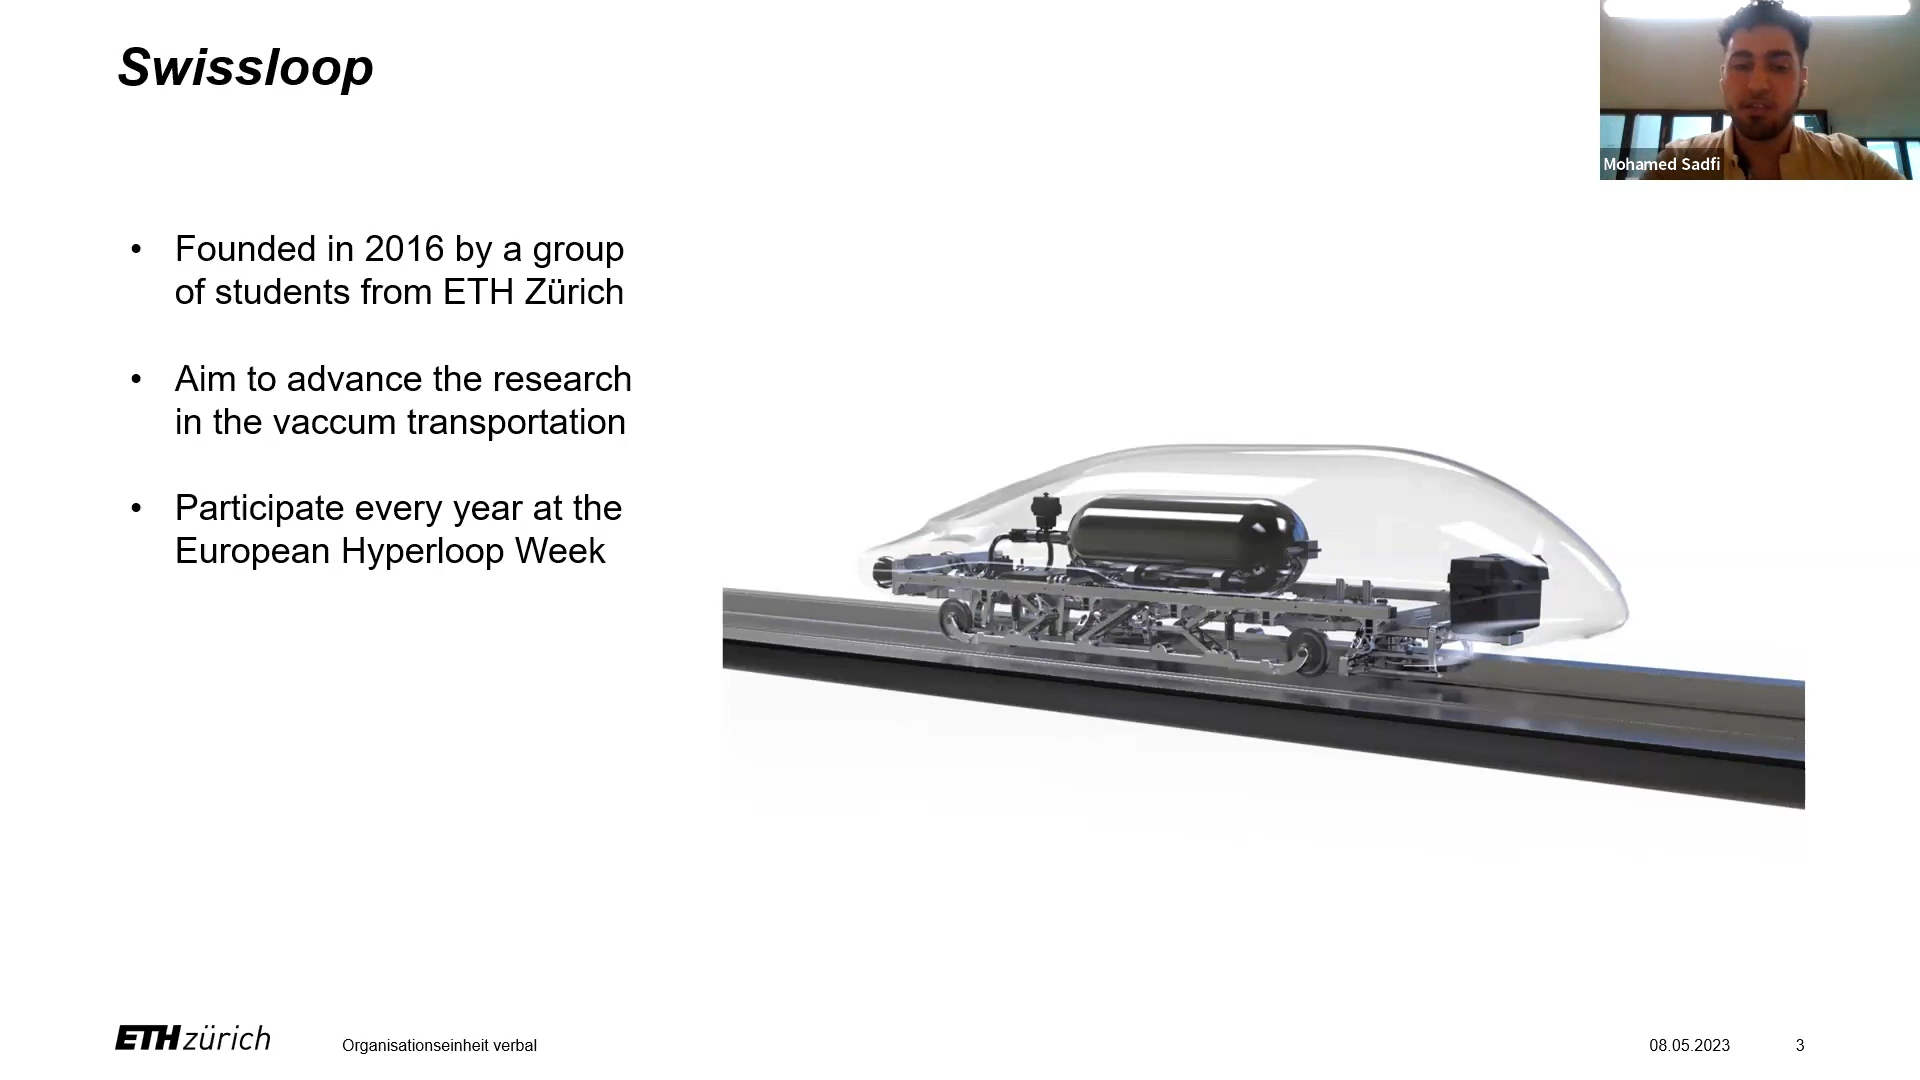 Swissloop
Mohamed Sadfi
• Founded in 2016 by a group
of students from ETH Zürich
• Aim to advance the research
in the vaccum transportation
• Participate every year at the
European Hyperloop Week
ETH zürich
Organisationseinheit verbal
08.05.2023
3